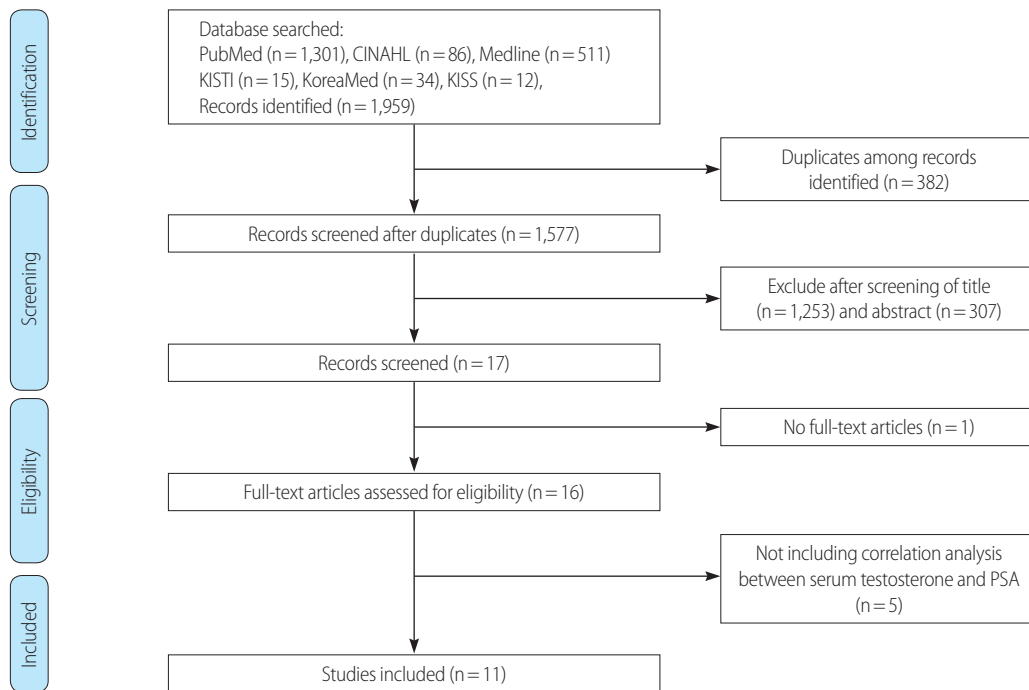 Identification
Database searched:
PubMed (n = 1,301), CINAHL (n = 86), Medline (n = 511)
KISTI (n = 15), KoreaMed (n = 34), KISS (n = 12),
Records identified (n = 1,959)
Duplicates among records
identified (n = 382)
Screening
Records screened after duplicates (n = 1,577)
Exclude after screening of title
(n = 1,253) and abstract (n = 307)
Records screened (n = 17)
Eligibility
No full-text articles (n = 1)
Full-text articles assessed for eligibility (n = 16)
Not including correlation analysis
between serum testosterone and PSA
(n = 5)
Included
Studies included (n = 11)